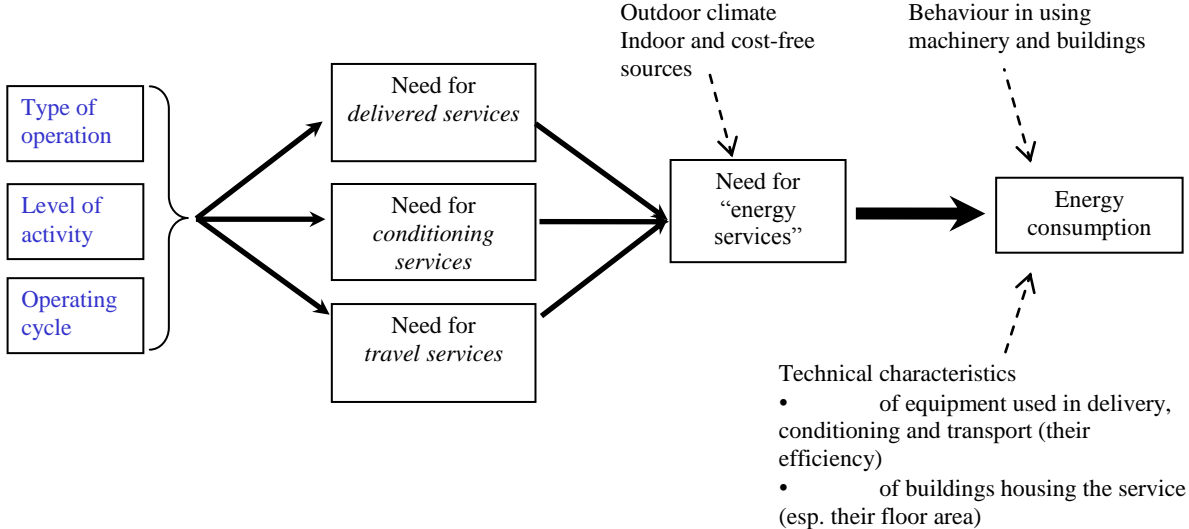 Outdoor climate
Indoor and cost-free
sources
Behaviour in using
machinery and buildings
Type of
operation
Level of
activity
Operating
cycle
Need for
delivered services
Need for
conditioning
services
Need for
travel services
Need for
“energy
services”
Energy
consumption
Technical characteristics
• of equipment used in delivery,
conditioning and transport (their
efficiency)
• of buildings housing the service
(esp. their floor area)